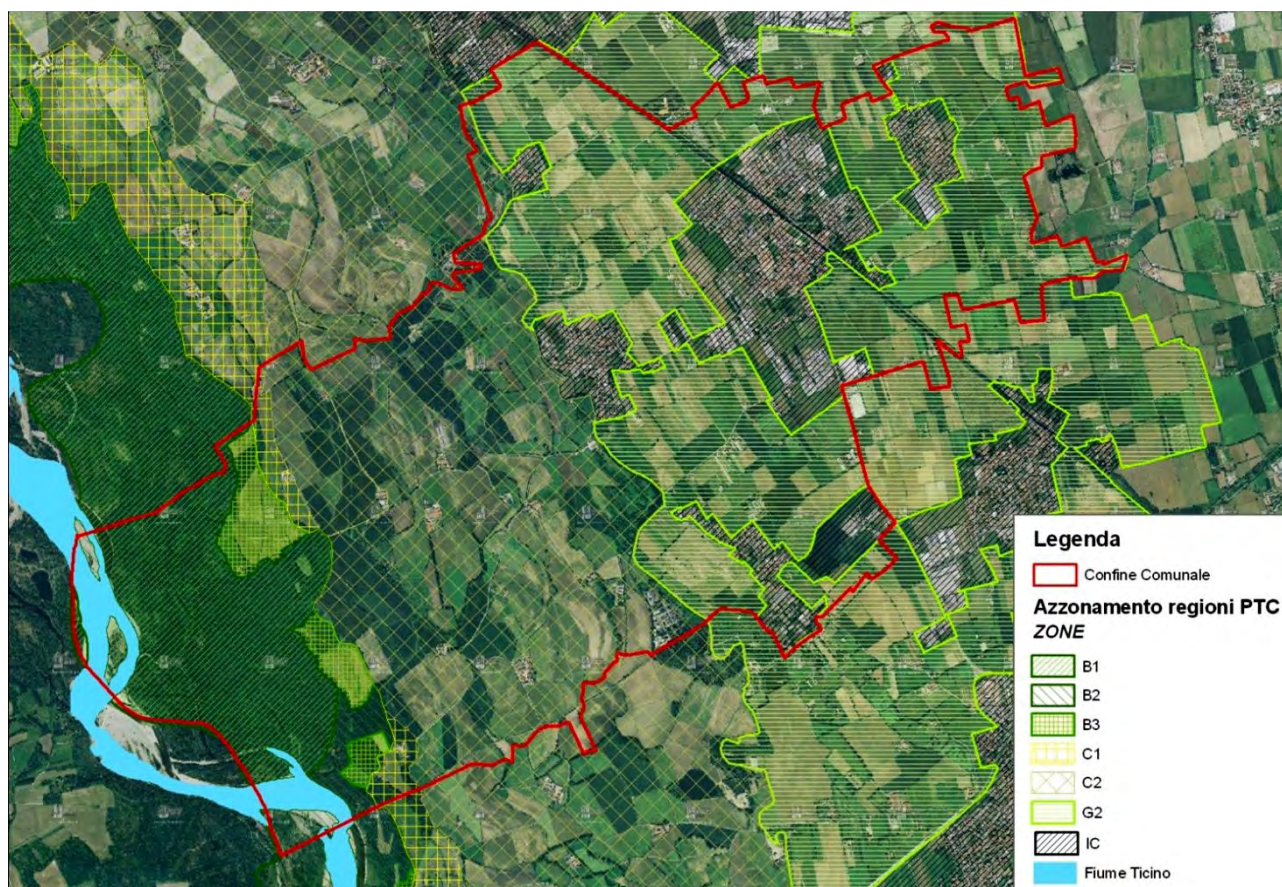 Legenda
Confine Comunale
Azzonamento regioni PTC
ZONE
B1
B2
B3
C1
C2
G2
IC
Fiume Ticino